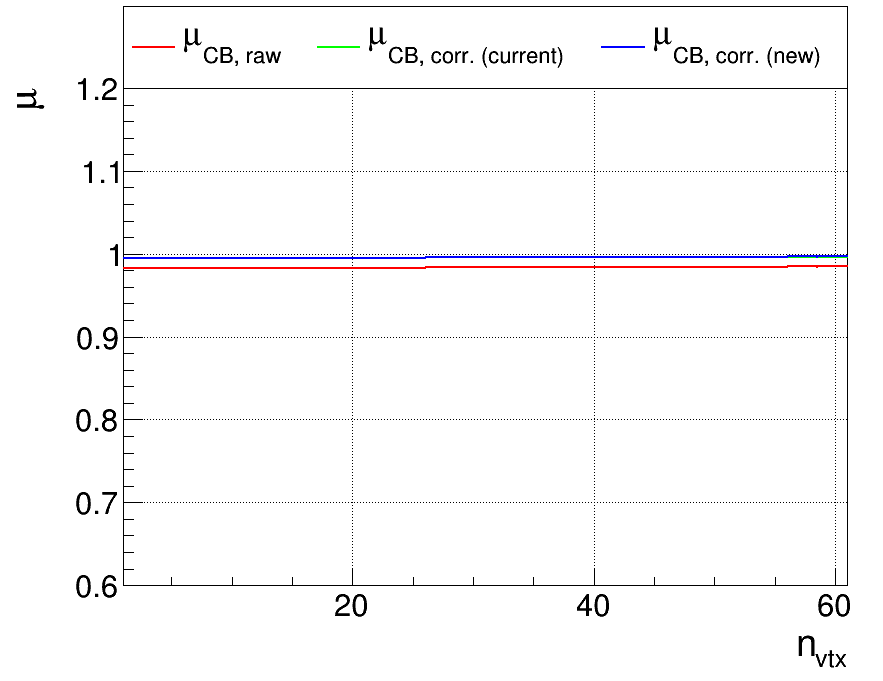 μCB, raw μCB, corr. (current) μCB, corr. (new)
μ
1.2
1.1
1
0.9
0.8
0.7
0.6
20 40 60
nvtx